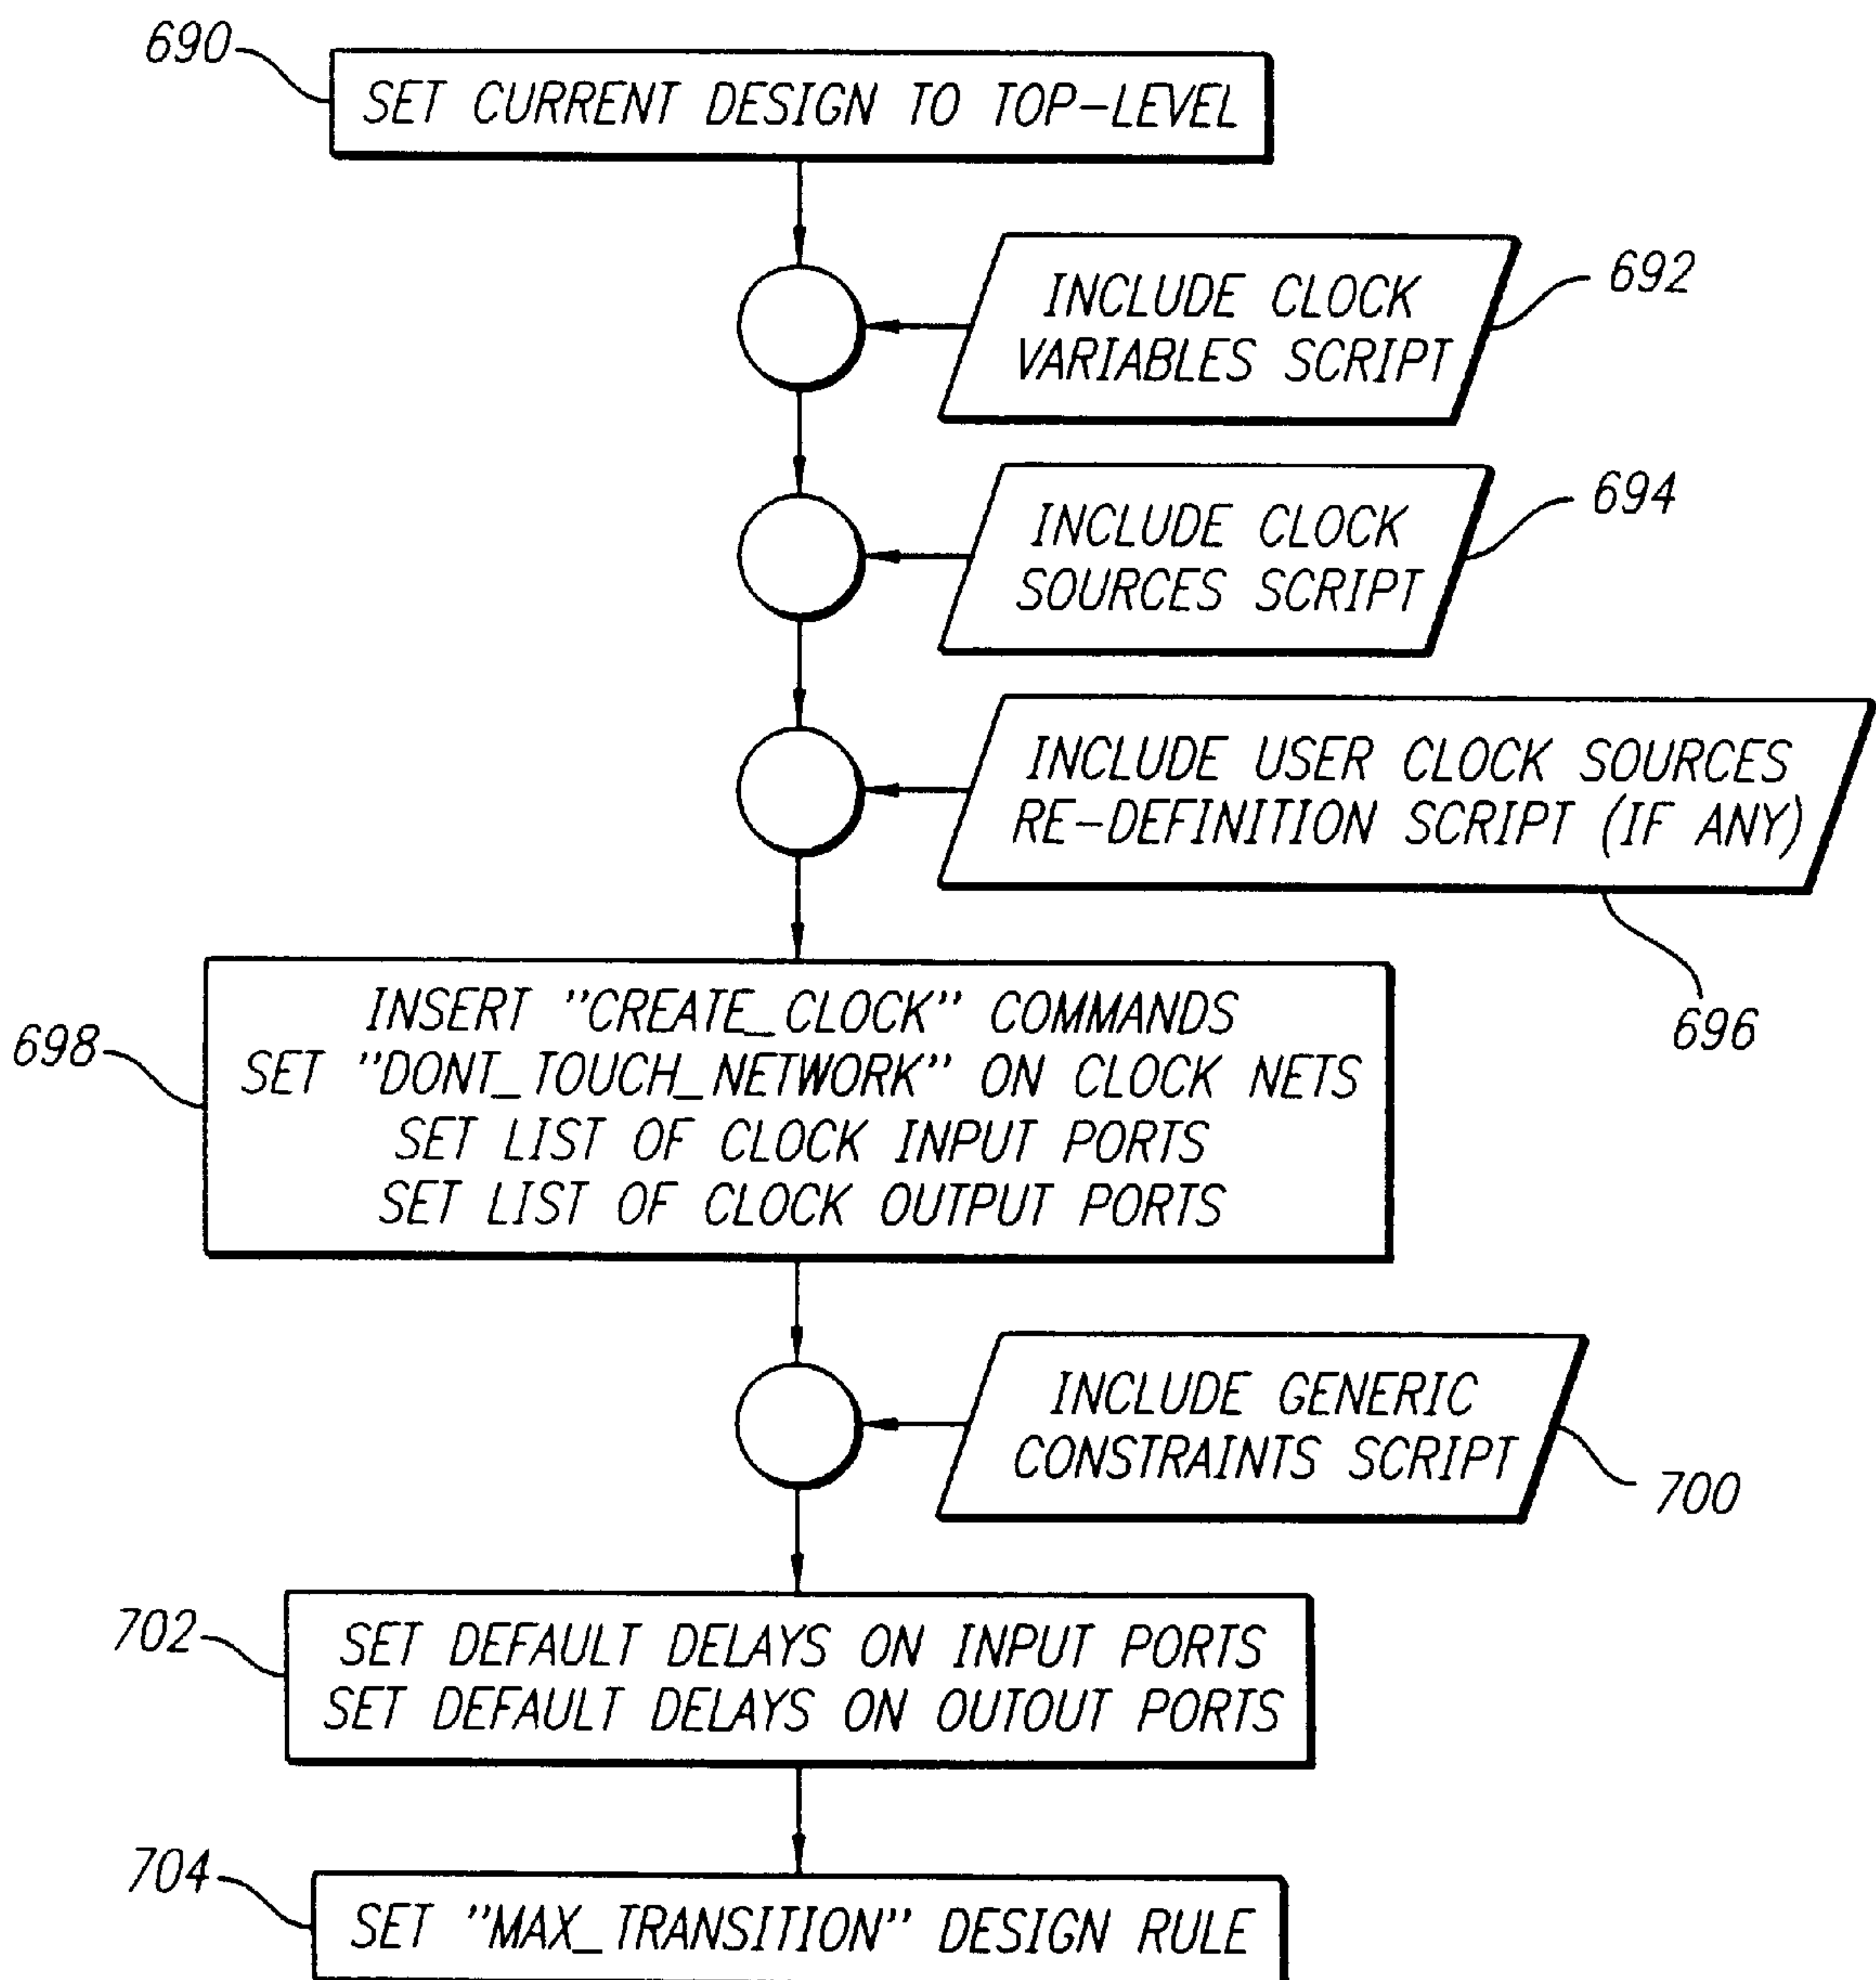 690
SET CURRENT DESIGN TO TOP-LEVEL
INCLUDE CLOCK
VARIABLES SCRIPT
692
INCLUDE CLOCK
SOURCES SCRIPT
694
INCLUDE USER CLOCK SOURCES
RE-DEFINITION SCRIPT (IF ANY)
696
698
INSERT "CREATE_CLOCK" COMMANDS
SET "DONT_TOUCH_NETWORK" ON CLOCK NETS
SET LIST OF CLOCK INPUT PORTS
SET LIST OF CLOCK OUTPUT PORTS
INCLUDE GENERIC
CONSTRAINTS SCRIPT
700
702
SET DEFAULT DELAYS ON INPUT PORTS
SET DEFAULT DELAYS ON OUTOUT PORTS
704
SET "MAX_TRANSITION" DESIGN RULE